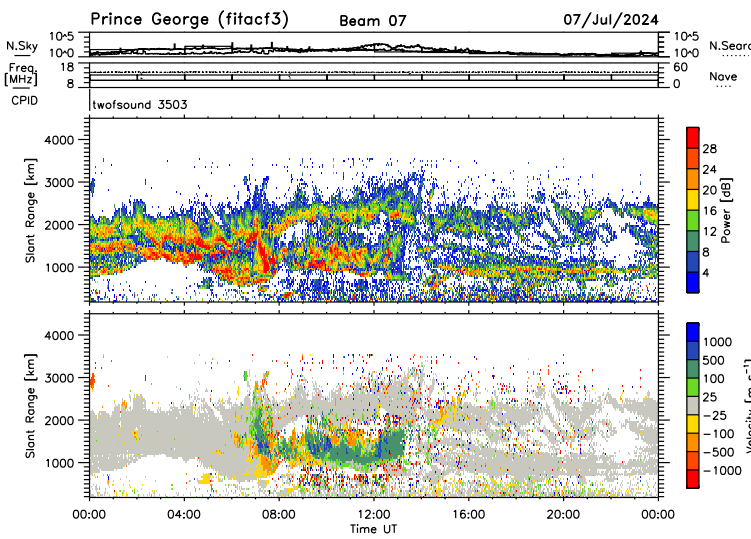 Prince George (fitacf3) Beam 07 07/Jul/2024
N.Sky 10^5 10^0 10^5 10^0 N.Sear
Freq [MHz] 18 8 60 0 Nave
CPID twofsound 3503
Slant Range [km] 4000 3000 2000 1000
Power [dB] 28 24 20 16 12 8 4
Slant Range [km] 4000 3000 2000 1000
Velocity [m s^-1] 1000 500 100 25 -25 -100 -500 -1000
00:00 04:00 08:00 12:00 16:00 20:00 00:00
Time UT